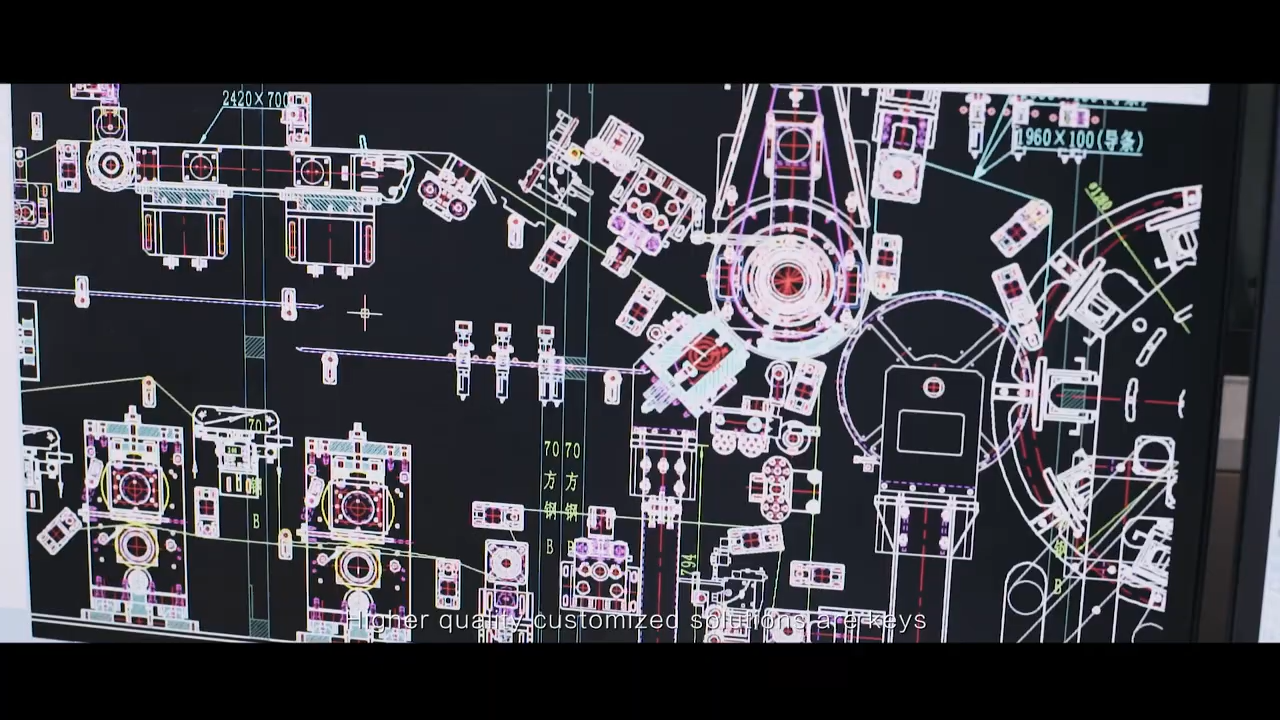 2420×700
1960×100(导条)
70
70 70
方 方
钢 钢
B
B
B
794
Higher quality customized solutions are keys